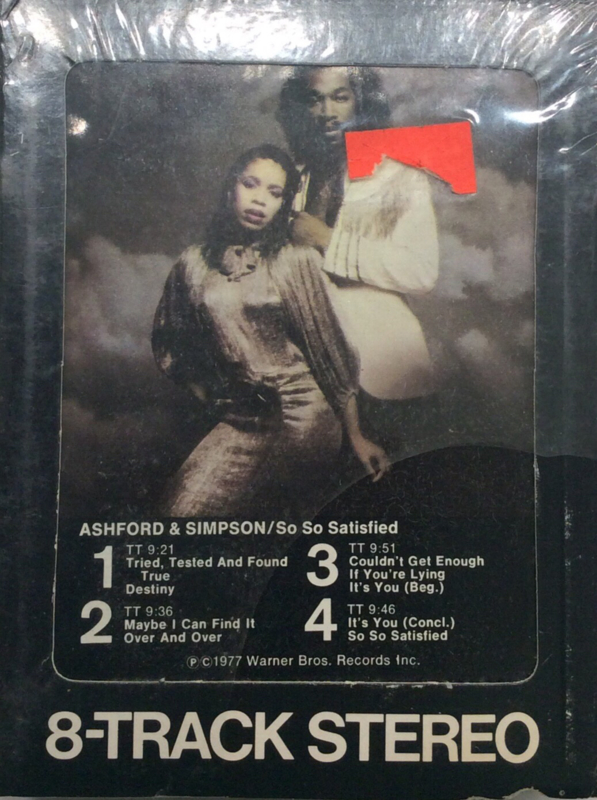 ASHFORD & SIMPSON/So So Satisfied
1 TT 9:21
Tried, Tested And Found
True
Destiny
2 TT 9:36
Maybe I Can Find It
Over And Over
3 TT 9:51
Couldn't Get Enough
If You're Lying
It's You (Beg.)
4 TT 9:46
It's You (Concl.)
So So Satisfied
Ⓟ©1977 Warner Bros. Records Inc.
8-TRACK STEREO